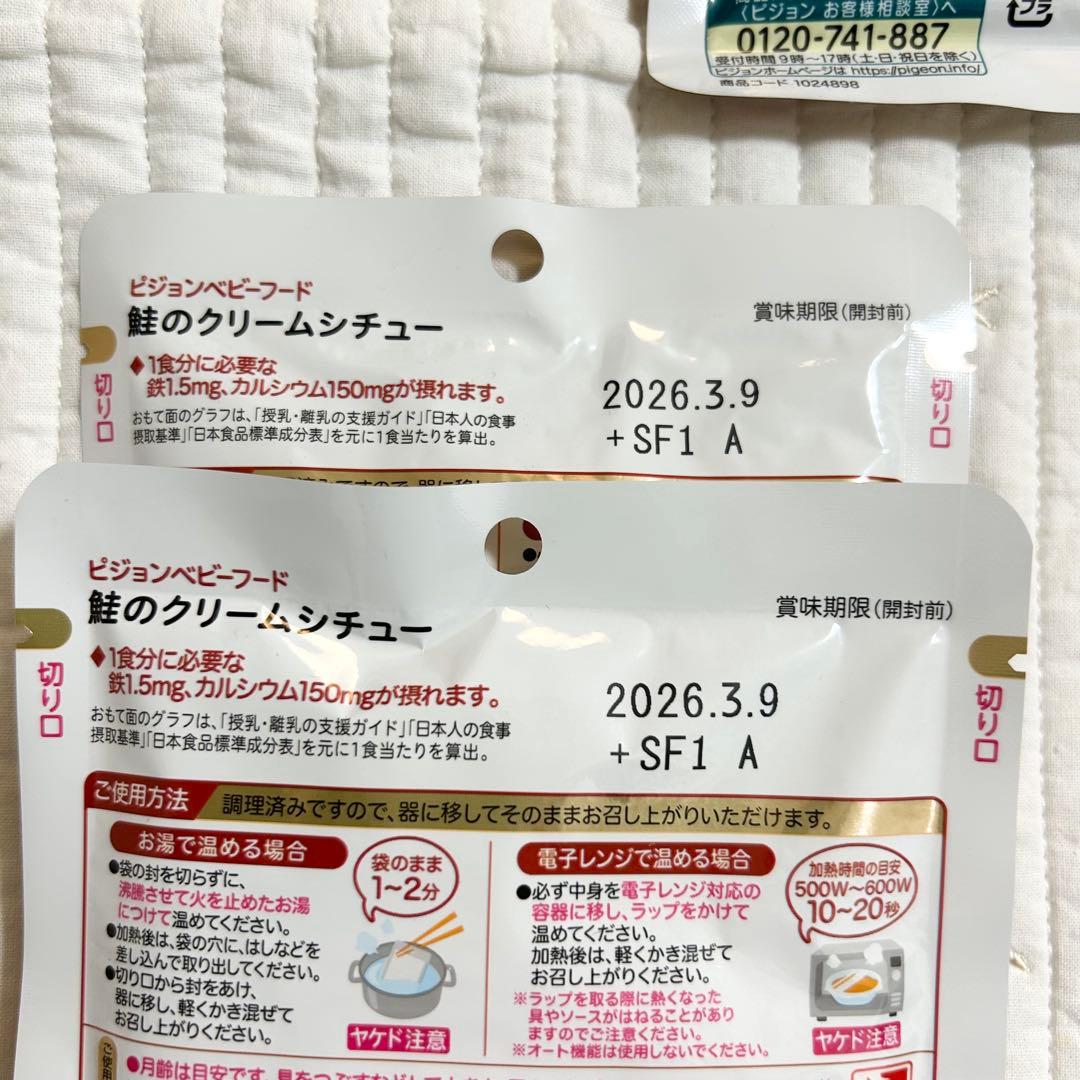 〈ピジョン お客様相談室〉へ
0120-741-887
受付時間 9時〜17時(土・日・祝日を除く)
ピジョンホームページは https://pigeon.info/
商品コード 1024898
プラ
ピジョンベビーフード
鮭のクリームシチュー
賞味期限(開封前)
♦1食分に必要な
鉄1.5mg、カルシウム150mgが摂れます。
おもて面のグラフは、「授乳・離乳の支援ガイド」「日本人の食事
摂取基準」「日本食品標準成分表」を元に1食当たりを算出。
2026.3.9
+SF1 A
切り口
切り口
ピジョンベビーフード
鮭のクリームシチュー
賞味期限(開封前)
♦1食分に必要な
鉄1.5mg、カルシウム150mgが摂れます。
おもて面のグラフは、「授乳・離乳の支援ガイド」「日本人の食事
摂取基準」「日本食品標準成分表」を元に1食当たりを算出。
2026.3.9
+SF1 A
切り口
切り口
ご使用方法
調理済みですので、器に移してそのままお召し上がりいただけます。
お湯で温める場合
●袋の封を切らずに、
沸騰させて火を止めたお湯
につけて温めてください。
●加熱後は、袋の穴に、はしなどを
差し込んで取り出してください。
●切り口から封をあけ、
器に移し、軽くかき混ぜて
お召し上がりください。
袋のまま
1〜2分
ヤケド注意
電子レンジで温める場合
●必ず中身を電子レンジ対応の
容器に移し、ラップをかけて
温めてください。
加熱後は、軽くかき混ぜて
お召し上がりください。
※ラップを取る際に熱くなった
具やソースがはねることがあり
ますのでご注意ください。
※オート機能は使用しないでください。
加熱時間の目安
500W〜600W
10〜20秒
ヤケド注意
ご使用
●月齢は目安です。